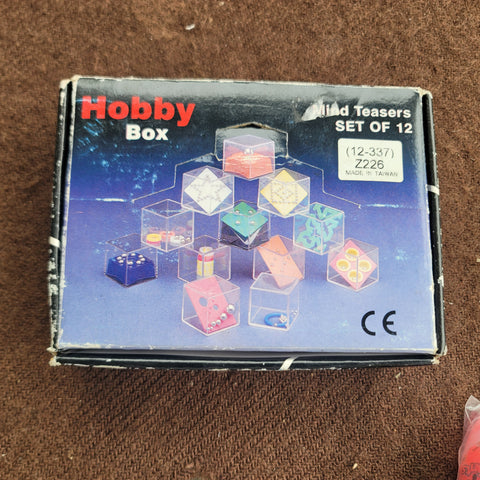 Hobby
Box
Mind Teasers
SET OF 12
(12-337)
Z226
MADE IN TAIWAN
CE